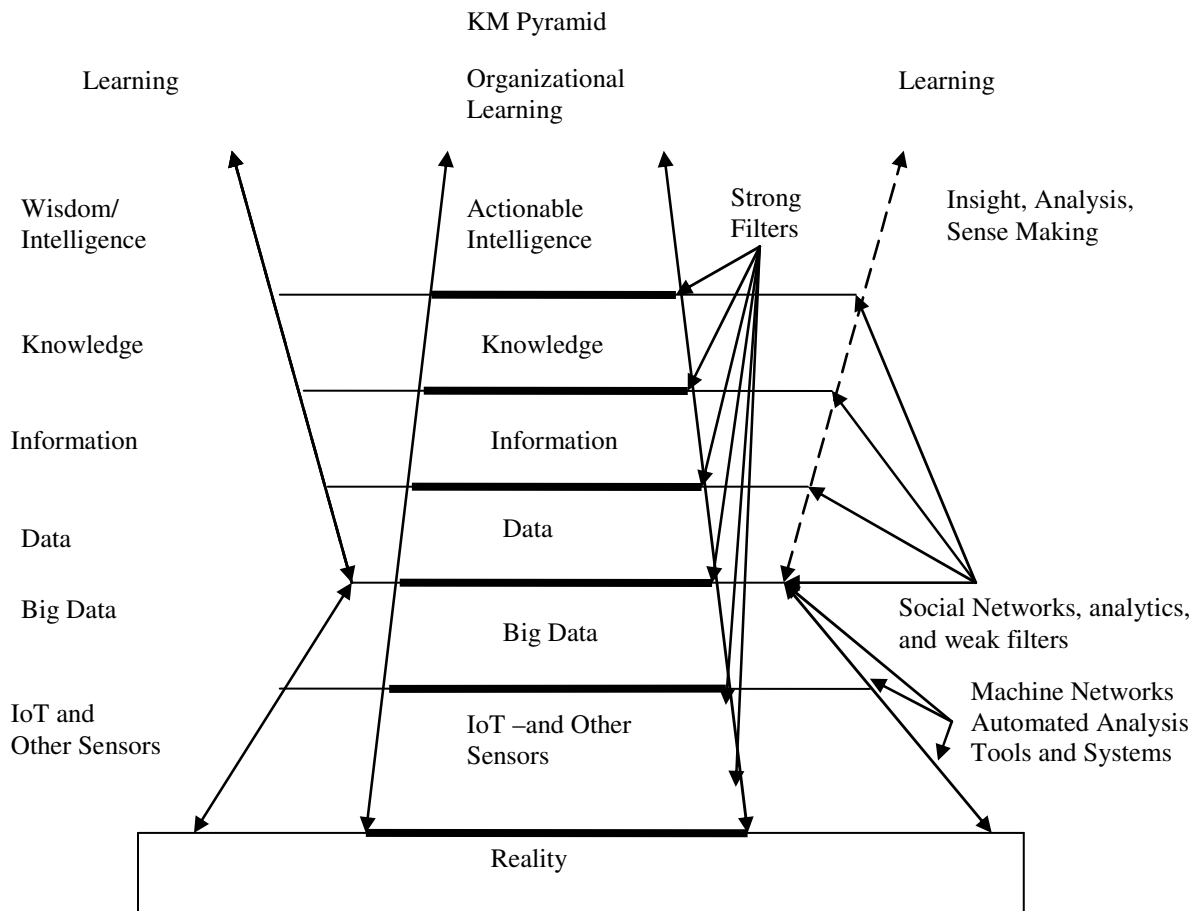 KM Pyramid
Learning
Organizational
Learning
Learning
Wisdom/
Intelligence
Actionable
Intelligence
Strong
Filters
Insight, Analysis,
Sense Making
Knowledge
Knowledge
Information
Information
Data
Data
Big Data
Big Data
Social Networks, analytics,
and weak filters
IoT and
Other Sensors
IoT –and Other
Sensors
Machine Networks
Automated Analysis
Tools and Systems
Reality